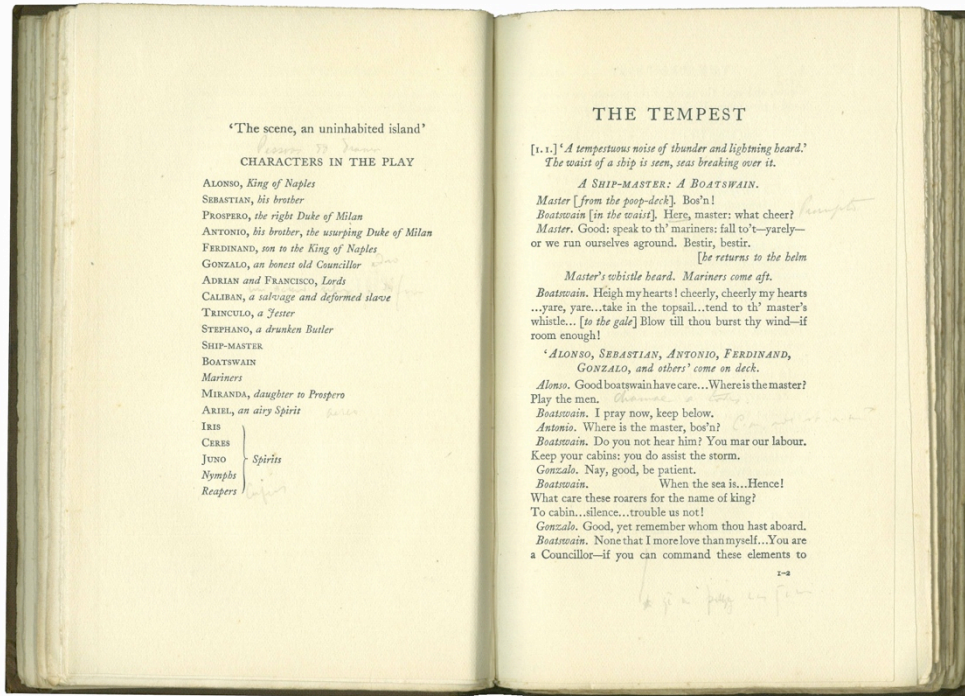 ‘The scene, an uninhabited island’
CHARACTERS IN THE PLAY
ALONSO, King of Naples
SEBASTIAN, his brother
PROSPERO, the right Duke of Milan
ANTONIO, his brother, the usurping Duke of Milan
FERDINAND, son to the King of Naples
GONZALO, an honest old Councillor
ADRIAN and FRANCISCO, Lords
CALIBAN, a salvage and deformed slave
TRINCULO, a Jester
STEPHANO, a drunken Butler
SHIP-MASTER
BOATSWAIN
Mariners
MIRANDA, daughter to Prospero
ARIEL, an airy Spirit
IRIS
CERES
JUNO
Spirits
Nymphs
Reapers
THE TEMPEST
[1.1.] ‘A tempestuous noise of thunder and lightning heard.’
The waist of a ship is seen, seas breaking over it.
A SHIP-MASTER: A BOATSWAIN.
Master [from the poop-deck]. Bos’n!
Boatswain [in the waist]. Here, master: what cheer?
Master. Good: speak to th’ mariners: fall to’t—yarely—
or we run ourselves aground. Bestir, bestir.
[he returns to the helm
Master’s whistle heard. Mariners come aft.
Boatswain. Heigh my hearts! cheerly, cheerly my hearts
...yare, yare...take in the topsail...tend to th’ master’s
whistle... [to the gale] Blow till thou burst thy wind—if
room enough!
‘ALONSO, SEBASTIAN, ANTONIO, FERDINAND,
GONZALO, and others’ come on deck.
Alonso. Good boatswain have care...Where is the master?
Play the men.
Boatswain. I pray now, keep below.
Antonio. Where is the master, bos’n?
Boatswain. Do you not hear him? You mar our labour.
Keep your cabins: you do assist the storm.
Gonzalo. Nay, good, be patient.
Boatswain. When the sea is...Hence!
What care these roarers for the name of king?
To cabin...silence...trouble us not!
Gonzalo. Good, yet remember whom thou hast aboard.
Boatswain. None that I more love than myself...You are
a Councillor—if you can command these elements to
1-2